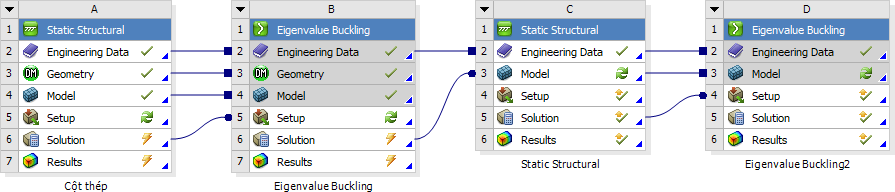 A
1 Static Structural
2 Engineering Data
3 DM Geometry
4 Model
5 Setup
6 Solution
7 Results
Cột thép
B
1 Eigenvalue Buckling
2 Engineering Data
3 DM Geometry
4 Model
5 Setup
6 Solution
7 Results
Eigenvalue Buckling
C
1 Static Structural
2 Engineering Data
3 Model
4 Setup
5 Solution
6 Results
Static Structural
D
1 Eigenvalue Buckling
2 Engineering Data
3 Model
4 Setup
5 Solution
6 Results
Eigenvalue Buckling2